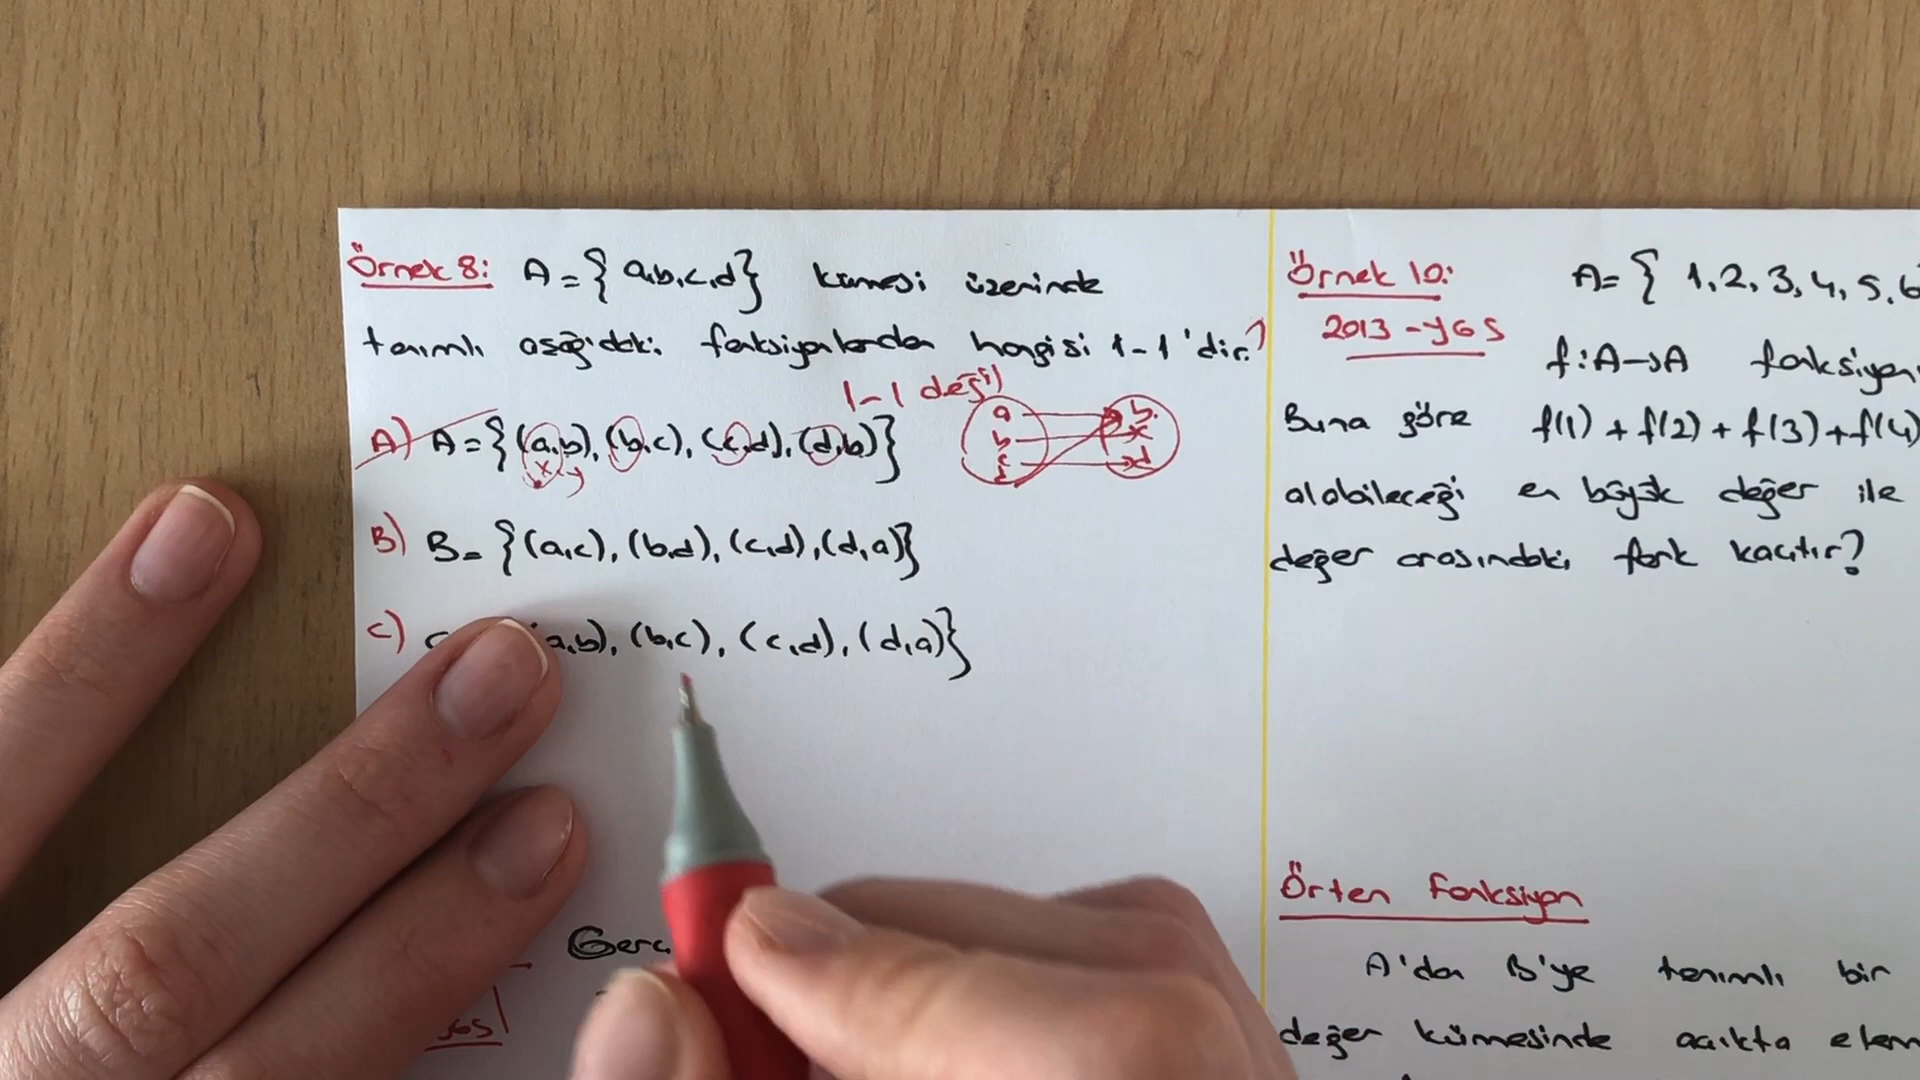 Örnek 8: A = { a,b,c,d } kümesi üzerinde
tanımlı aşağıdaki fonksiyonlardan hangisi 1-1'dir?
1-1 değil
A) A = {(a,b), (b,c), (c,d), (d,b)}
x y
a b.
b c
c d
d
B) B = {(a,c), (b,d), (c,d), (d,a)}
C) a,b), (b,c), (c,d), (d,a)}
Gerç
Örnek 10: A = { 1, 2, 3, 4, 5, 6
2013 - YGS
f:A→A fonksiyon
Buna göre f(1) + f(2) + f(3) + f(4)
alabileceği en büyük değer ile
değer arasındaki fark kaçtır?
Örten Fonksiyon
A'dan B'ye tanımlı bir
değer kümesinde açıkta elem